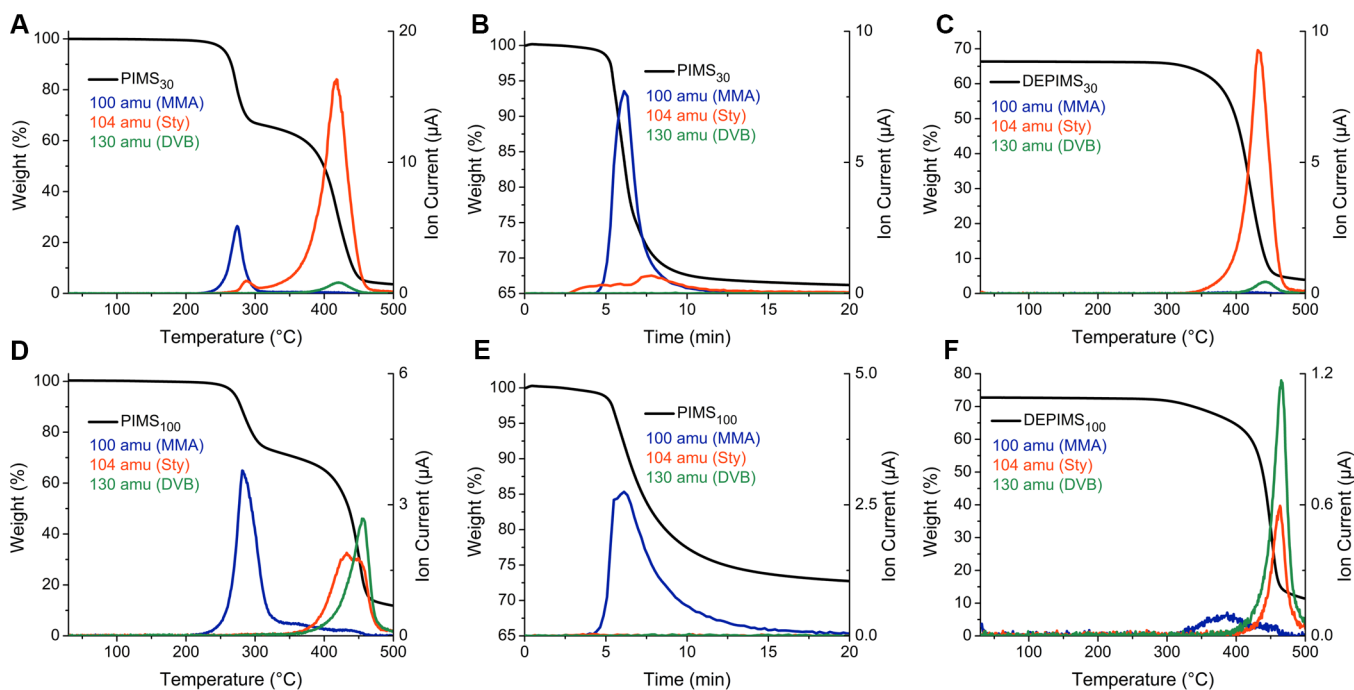 A
20
100
80
60
40
20
0
10
0
Weight (%)
Ion Current (µA)
PIMS30
100 amu (MMA)
104 amu (Sty)
130 amu (DVB)
100 200 300 400 500
Temperature (°C)
B
10
100
95
90
85
80
75
70
65
5
0
Weight (%)
Ion Current (µA)
PIMS30
100 amu (MMA)
104 amu (Sty)
130 amu (DVB)
0 5 10 15 20
Time (min)
C
10
70
60
50
40
30
20
10
0
5
0
Weight (%)
Ion Current (µA)
DEPIMS30
100 amu (MMA)
104 amu (Sty)
130 amu (DVB)
100 200 300 400 500
Temperature (°C)
D
6
100
80
60
40
20
0
3
0
Weight (%)
Ion Current (µA)
PIMS100
100 amu (MMA)
104 amu (Sty)
130 amu (DVB)
100 200 300 400 500
Temperature (°C)
E
5.0
100
95
90
85
80
75
70
65
2.5
0.0
Weight (%)
Ion Current (µA)
PIMS100
100 amu (MMA)
104 amu (Sty)
130 amu (DVB)
0 5 10 15 20
Time (min)
F
1.2
80
70
60
50
40
30
20
10
0
0.6
0.0
Weight (%)
Ion Current (µA)
DEPIMS100
100 amu (MMA)
104 amu (Sty)
130 amu (DVB)
100 200 300 400 500
Temperature (°C)